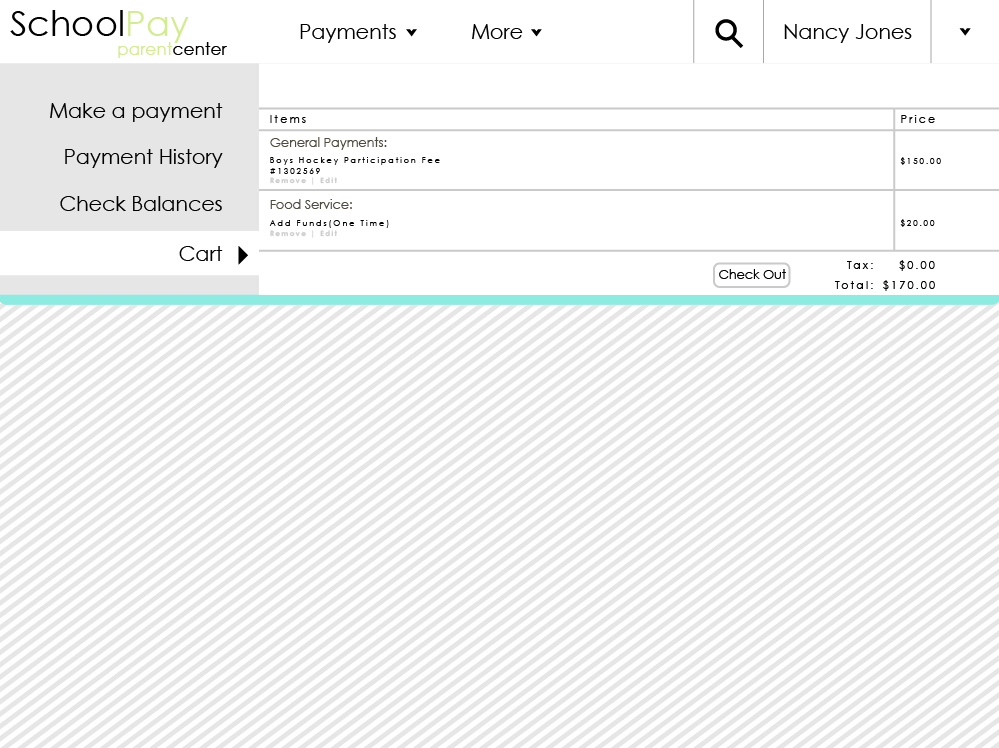 SchoolPay
parentcenter
Payments
More
Nancy Jones
Make a payment
Payment History
Check Balances
Cart
Items Price
General Payments:
Boys Hockey Participation Fee
#1302569
$150.00
Remove | Edit
Food Service:
Add Funds(One Time) $20.00
Remove | Edit
Tax: $0.00
Check Out
Total: $170.00